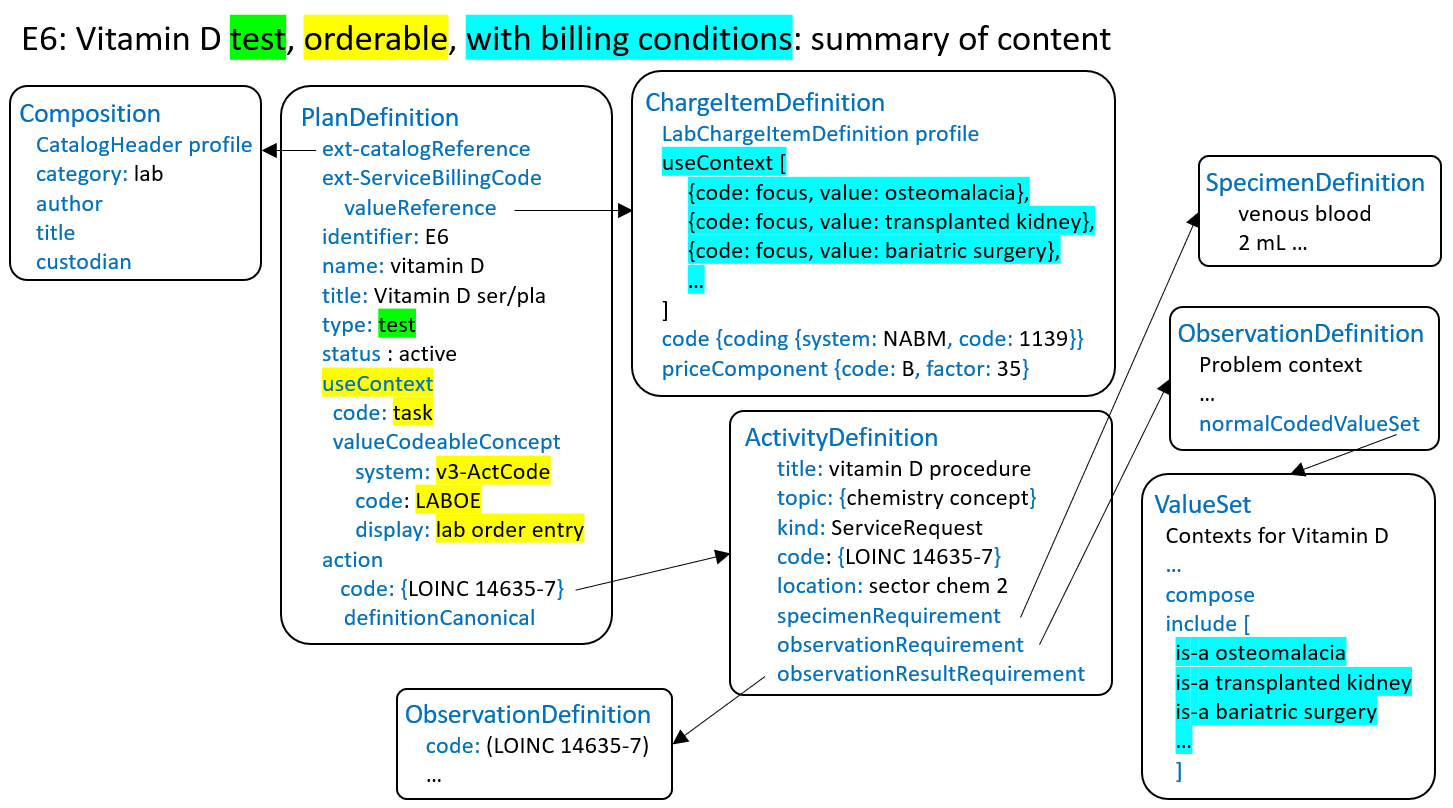 E6: Vitamin D test, orderable, with billing conditions: summary of content
Composition
CatalogHeader profile
category: lab
author
title
custodian
PlanDefinition
ext-catalogReference
ext-ServiceBillingCode
valueReference
identifier: E6
name: vitamin D
title: Vitamin D ser/pla
type: test
status : active
useContext
code: task
valueCodeableConcept
system: v3-ActCode
code: LABOE
display: lab order entry
action
code: {LOINC 14635-7}
definitionCanonical
ChargeItemDefinition
LabChargeItemDefinition profile
useContext [
{code: focus, value: osteomalacia},
{code: focus, value: transplanted kidney},
{code: focus, value: bariatric surgery},
...
]
code {coding {system: NABM, code: 1139}}
priceComponent {code: B, factor: 35}
ActivityDefinition
title: vitamin D procedure
topic: {chemistry concept}
kind: ServiceRequest
code: {LOINC 14635-7}
location: sector chem 2
specimenRequirement
observationRequirement
observationResultRequirement
ObservationDefinition
code: (LOINC 14635-7)
...
SpecimenDefinition
venous blood
2 mL ...
ObservationDefinition
Problem context
...
normalCodedValueSet
ValueSet
Contexts for Vitamin D
...
compose
include [
is-a osteomalacia
is-a transplanted kidney
is-a bariatric surgery
...
]